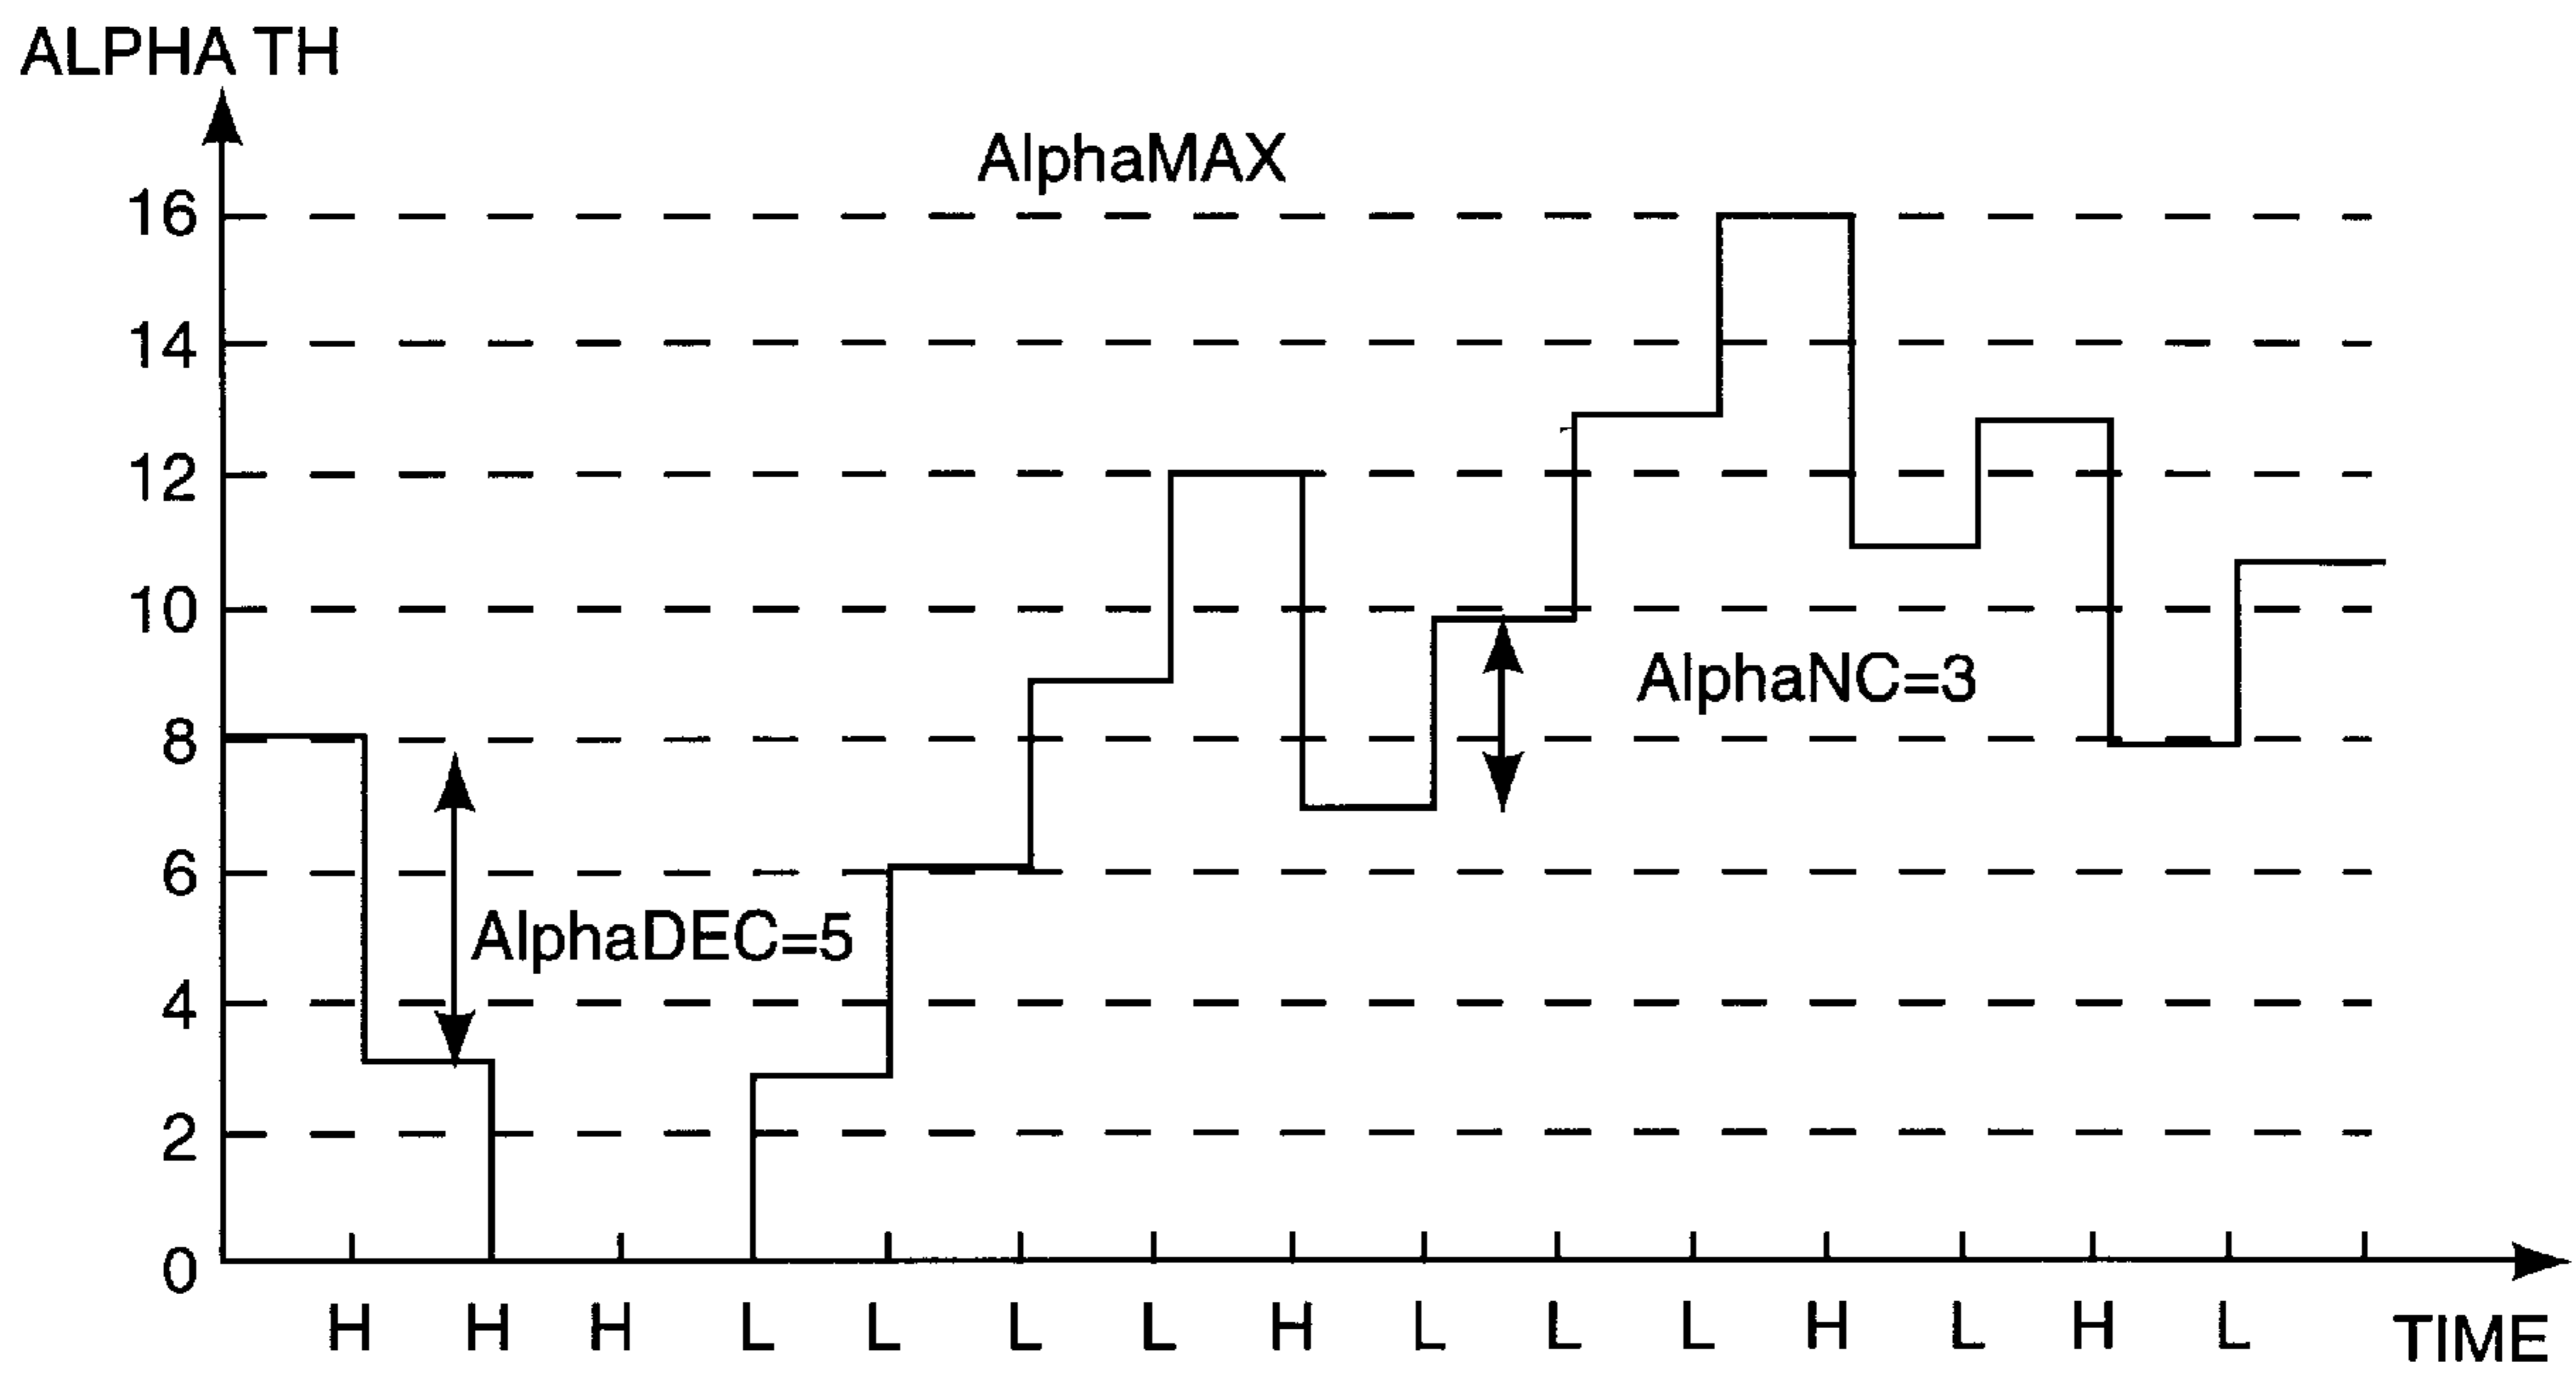 ALPHA TH
AlphaMAX
16
14
12
10
AlphaNC=3
8
6
AlphaDEC=5
4
2
0
H H H L L L L H L L L H L H L TIME